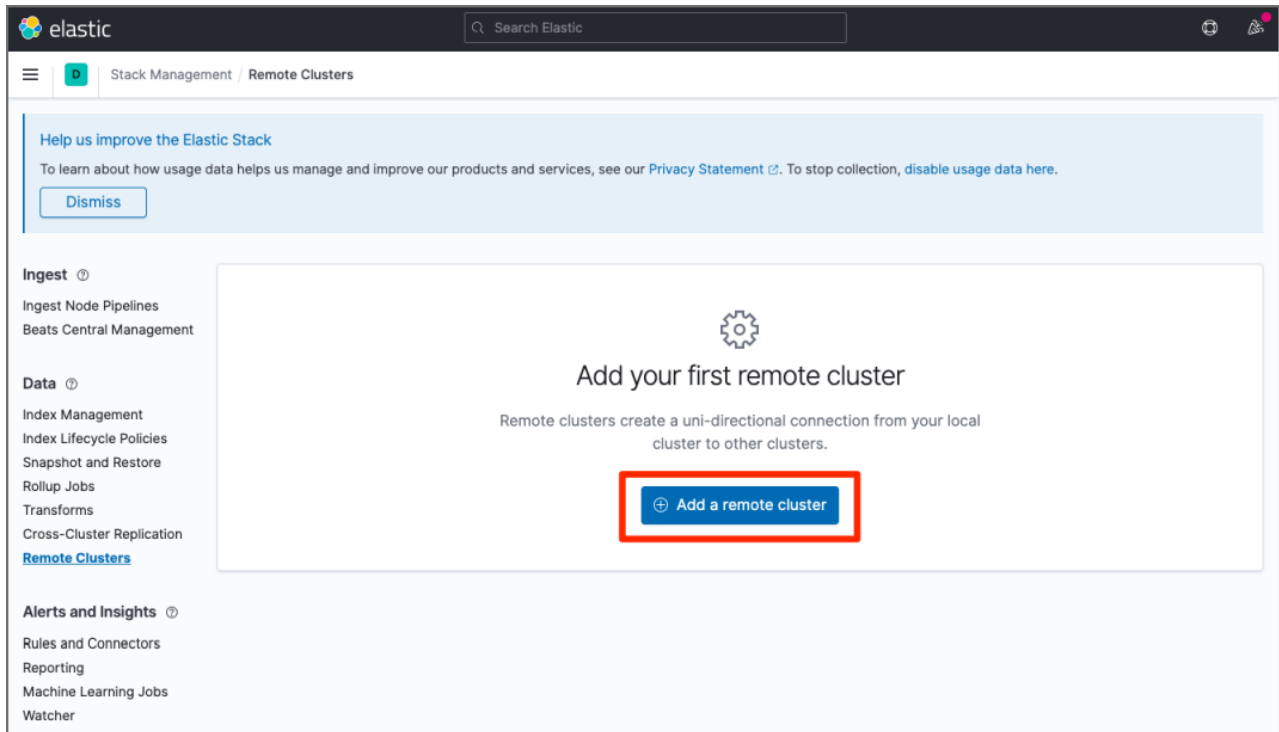 elastic
Search Elastic
D
Stack Management / Remote Clusters
Help us improve the Elastic Stack
To learn about how usage data helps us manage and improve our products and services, see our Privacy Statement. To stop collection, disable usage data here.
Dismiss
Ingest
Ingest Node Pipelines
Beats Central Management
Data
Index Management
Index Lifecycle Policies
Snapshot and Restore
Rollup Jobs
Transforms
Cross-Cluster Replication
Remote Clusters
Alerts and Insights
Rules and Connectors
Reporting
Machine Learning Jobs
Watcher
Add your first remote cluster
Remote clusters create a uni-directional connection from your local
cluster to other clusters.
Add a remote cluster